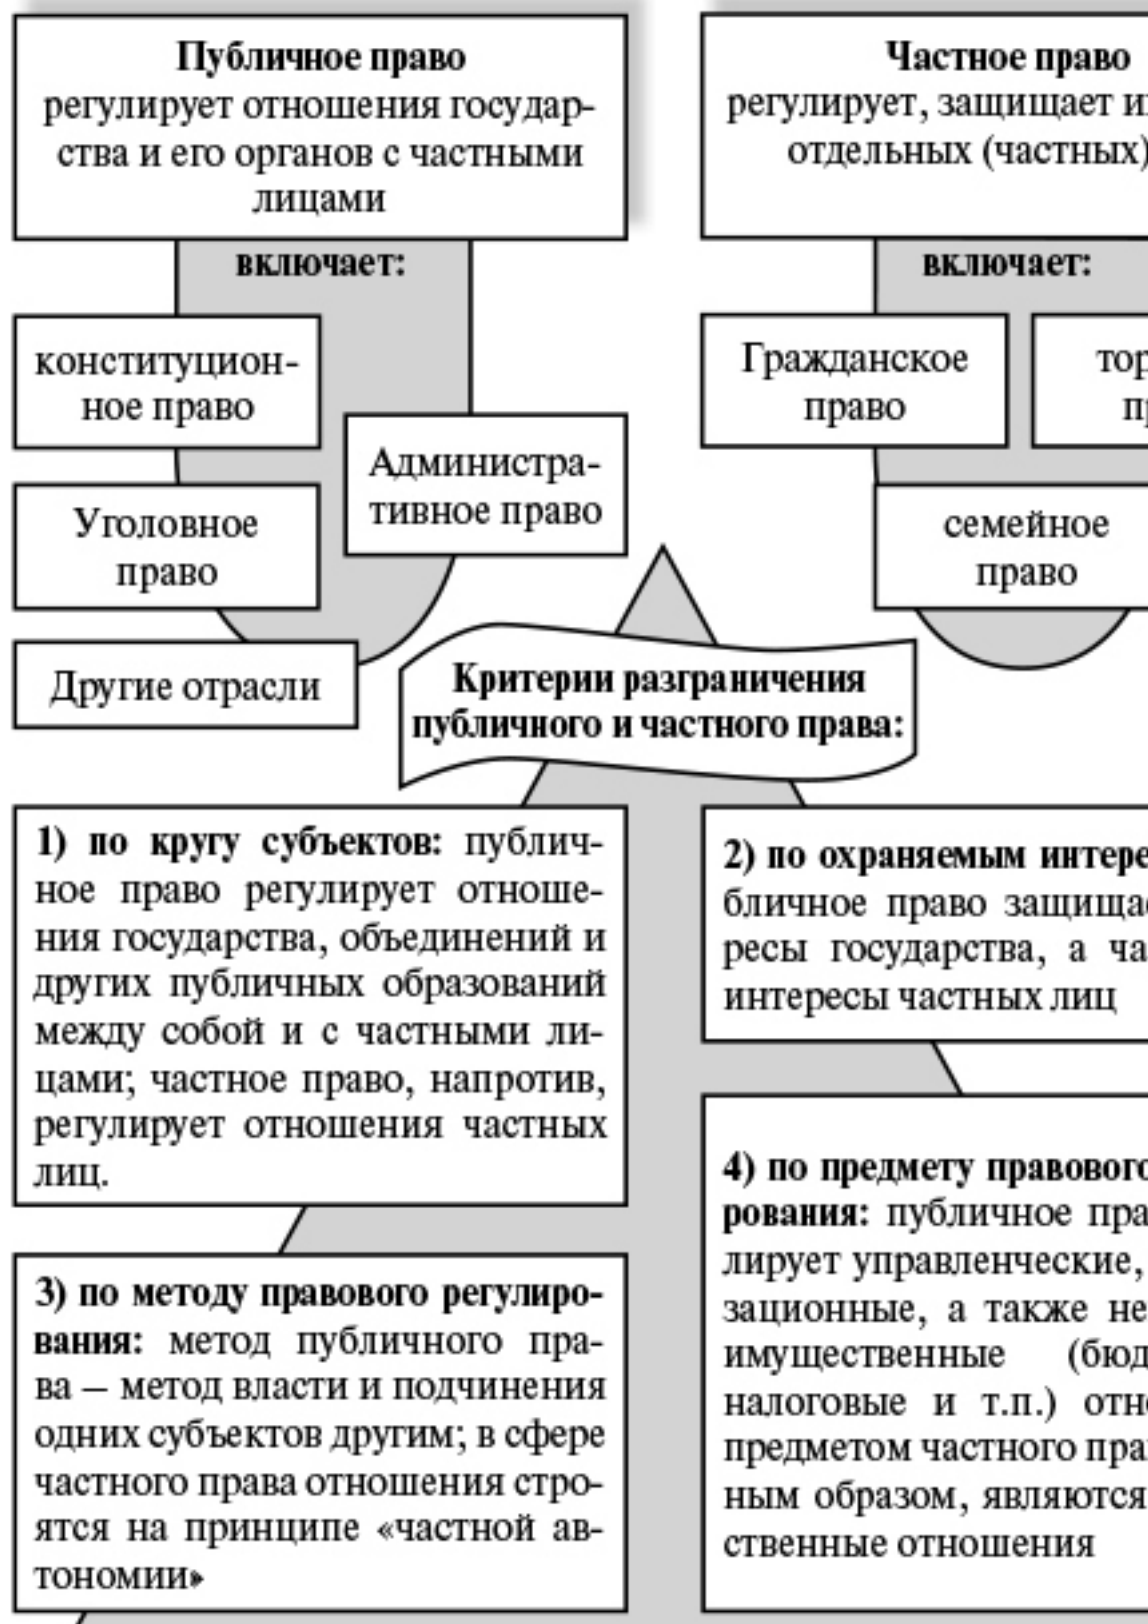 Публичное право
регулирует отношения государ-
ства и его органов с частными
лицами
включает:
конституцион-
ное право
Администра-
тивное право
Уголовное
право
Другие отрасли
Частное право
регулирует, защищает
отдельных (частных)
включает:
Гражданское
право
семейное
право
Критерии разграничения
публичного и частного права:
1) по кругу субъектов: публич-
ное право регулирует отноше-
ния государства, объединений и
других публичных образований
между собой и с частными ли-
цами; частное право, напротив,
регулирует отношения частных
лиц.
2) по охраняемым
бличное право
ресы государства, а
интересы частных лиц
3) по методу правового регулиро-
вания: метод публичного пра-
ва – метод власти и подчинения
одних субъектов другим; в сфере
частного права отношения стро-
ятся на принципе «частной ав-
тономии»
4) по предмету правового
рования: публичное
лирует управленческие,
зационные, а также не
имущественные
налоговые и т.п.)
предметом частного
ным образом, являются
ственные отношения